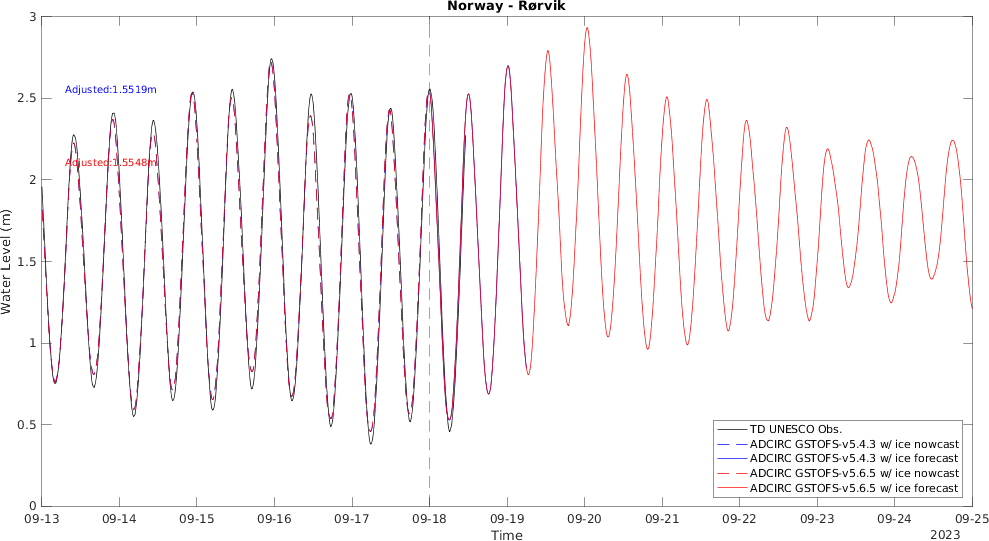 Norway - Rørvik
3
2.5
2
1.5
1
0.5
0
Water Level (m)
Adjusted:1.5519m
Adjusted:1.5548m
TD UNESCO Obs.
ADCIRC GSTOFS-v5.4.3 w/ ice nowcast
ADCIRC GSTOFS-v5.4.3 w/ ice forecast
ADCIRC GSTOFS-v5.6.5 w/ ice nowcast
ADCIRC GSTOFS-v5.6.5 w/ ice forecast
09-13 09-14 09-15 09-16 09-17 09-18 09-19 09-20 09-21 09-22 09-23 09-24 09-25
Time
2023